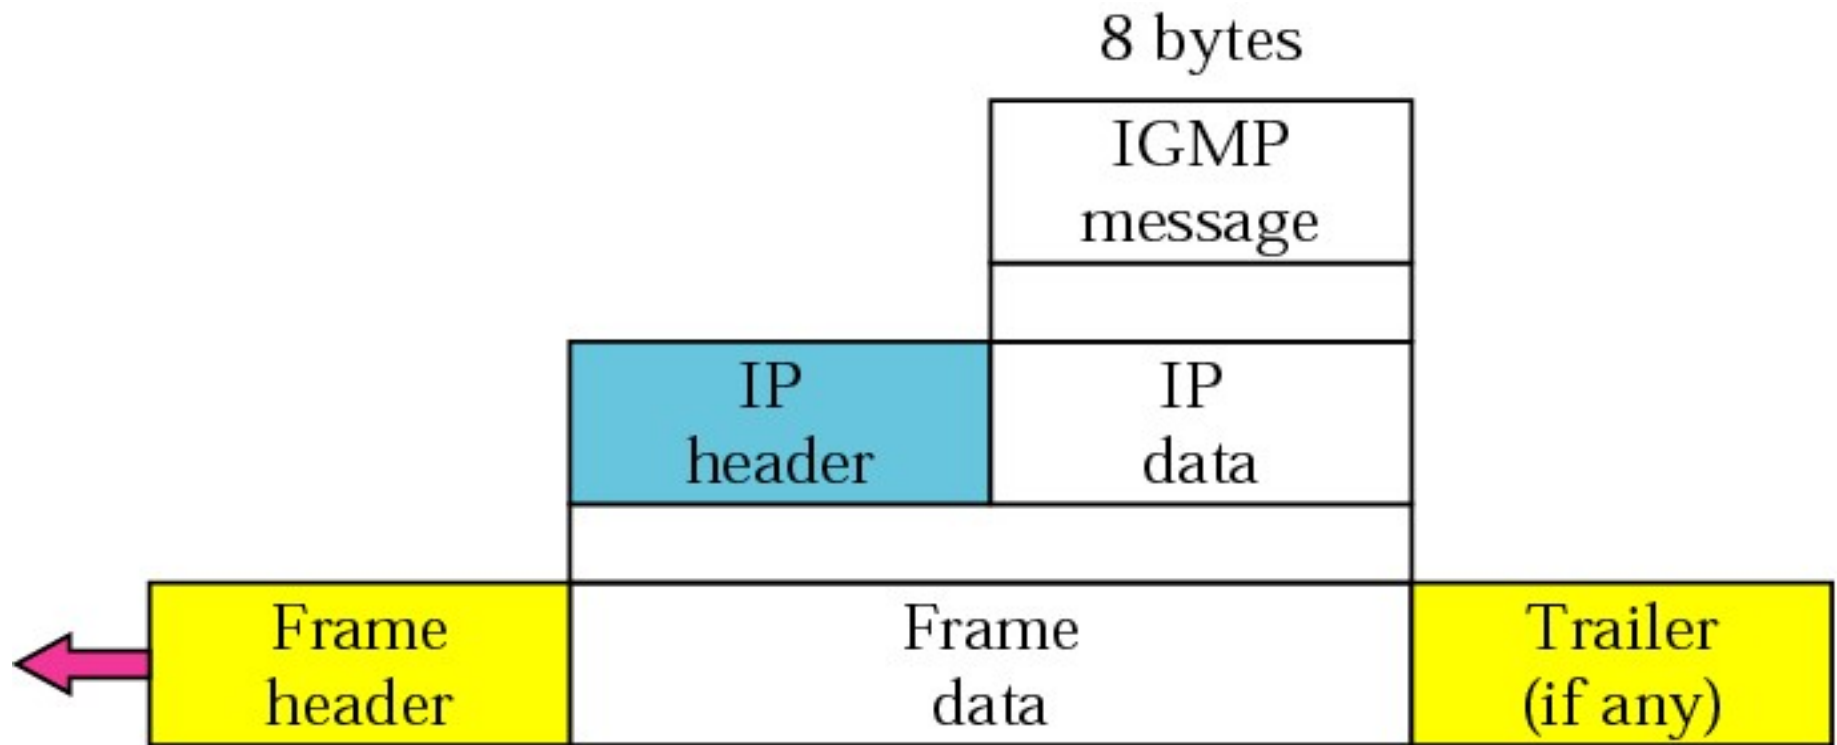 8 bytes
IGMP
message
IP
header
IP
data
Frame
header
Frame
data
Trailer
(if any)